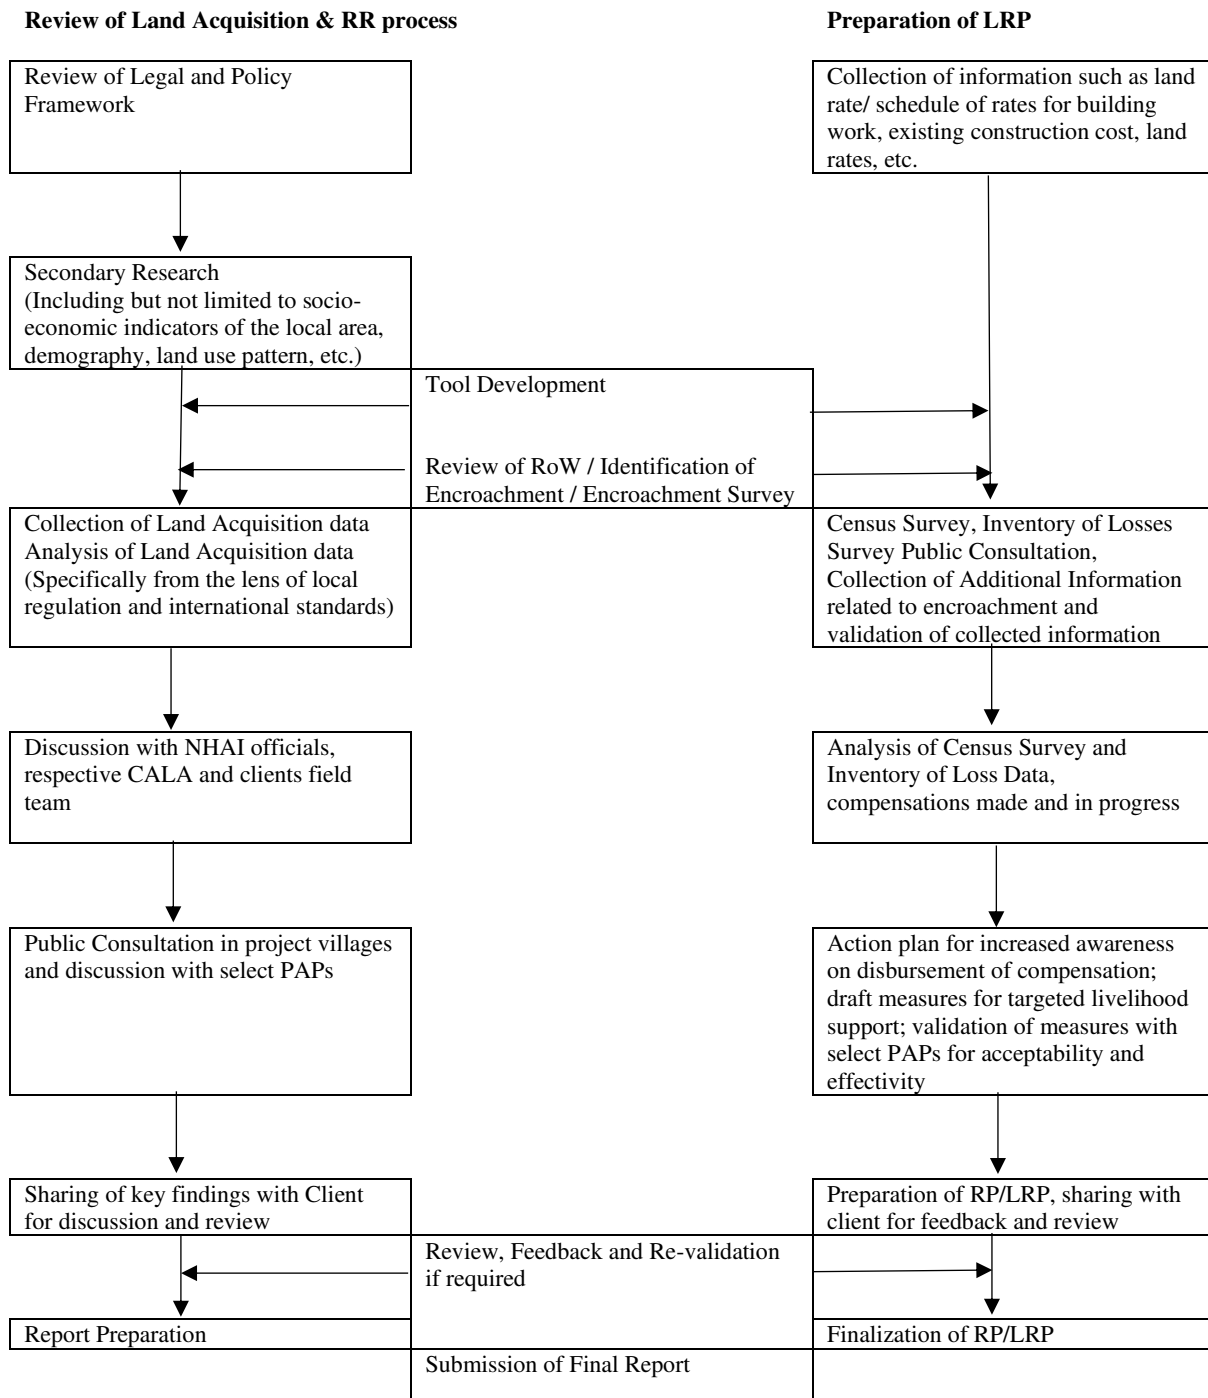 Review of Land Acquisition & RR process
Preparation of LRP
Review of Legal and Policy
Framework
Collection of information such as land
rate/ schedule of rates for building
work, existing construction cost, land
rates, etc.
Secondary Research
(Including but not limited to socio-
economic indicators of the local area,
demography, land use pattern, etc.)
Tool Development
Review of RoW / Identification of
Encroachment / Encroachment Survey
Collection of Land Acquisition data
Analysis of Land Acquisition data
(Specifically from the lens of local
regulation and international standards)
Census Survey, Inventory of Losses
Survey Public Consultation,
Collection of Additional Information
related to encroachment and
validation of collected information
Discussion with NHAI officials,
respective CALA and clients field
team
Analysis of Census Survey and
Inventory of Loss Data,
compensations made and in progress
Public Consultation in project villages
and discussion with select PAPs
Action plan for increased awareness
on disbursement of compensation;
draft measures for targeted livelihood
support; validation of measures with
select PAPs for acceptability and
effectivity
Sharing of key findings with Client
for discussion and review
Preparation of RP/LRP, sharing with
client for feedback and review
Review, Feedback and Re-validation
if required
Report Preparation
Finalization of RP/LRP
Submission of Final Report